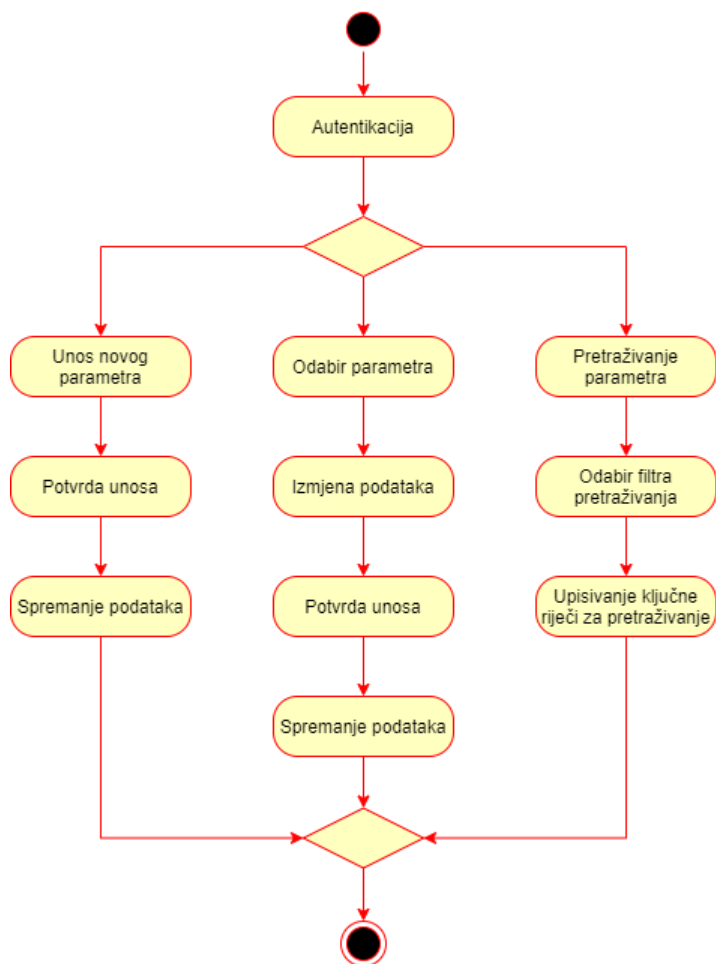 Autentikacija
Unos novog
parametra
Odabir parametra
Pretraživanje
parametra
Potvrda unosa
Izmjena podataka
Odabir filtra
pretraživanja
Spremanje podataka
Potvrda unosa
Upisivanje ključne
riječi za pretraživanje
Spremanje podataka